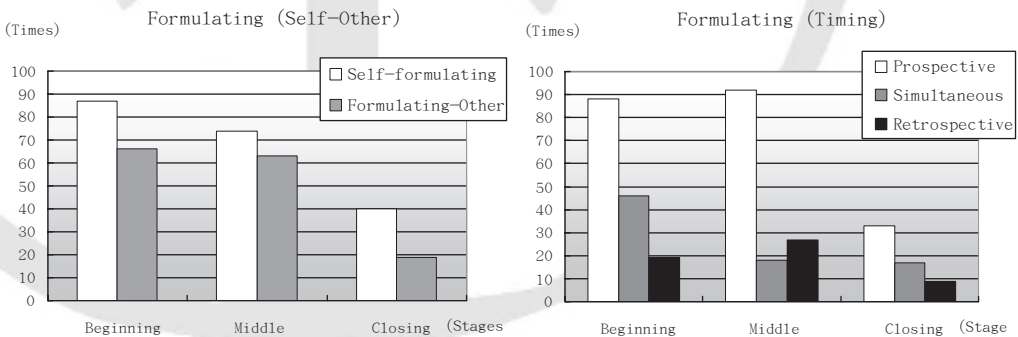 Formulating (Self-Other)
(Times)
Self-formulating
Formulating-Other
100
90
80
70
60
50
40
30
20
10
0
Beginning Middle Closing (Stages
Formulating (Timing)
(Times)
Prospective
Simultaneous
Retrospective
100
90
80
70
60
50
40
30
20
10
0
Beginning Middle Closing (Stage